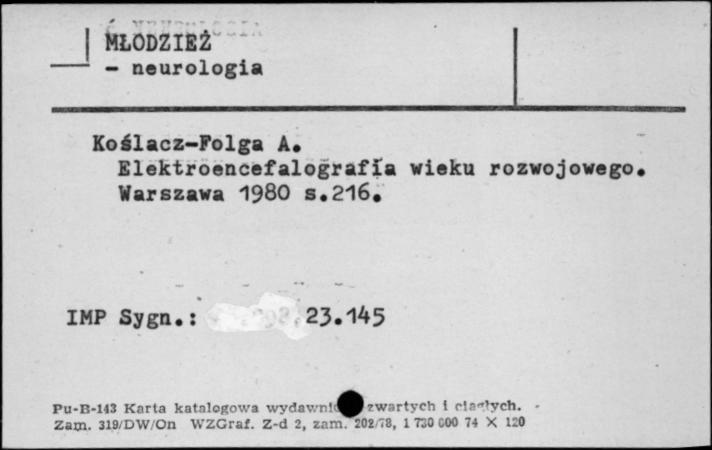 MŁODZIEŻ
- neurologia
Koślacz-Folga A.
Elektroencefalografia wieku rozwojowego.
Warszawa 1980 s.216.
IMP Sygn.: 23.145
Pu-B-143 Karta katalogowa zwartych i ciągłych.
Zam. 319/DW/On WZGraf. Z-d 2, zam. 202/78, 1 730 000 74 X 120